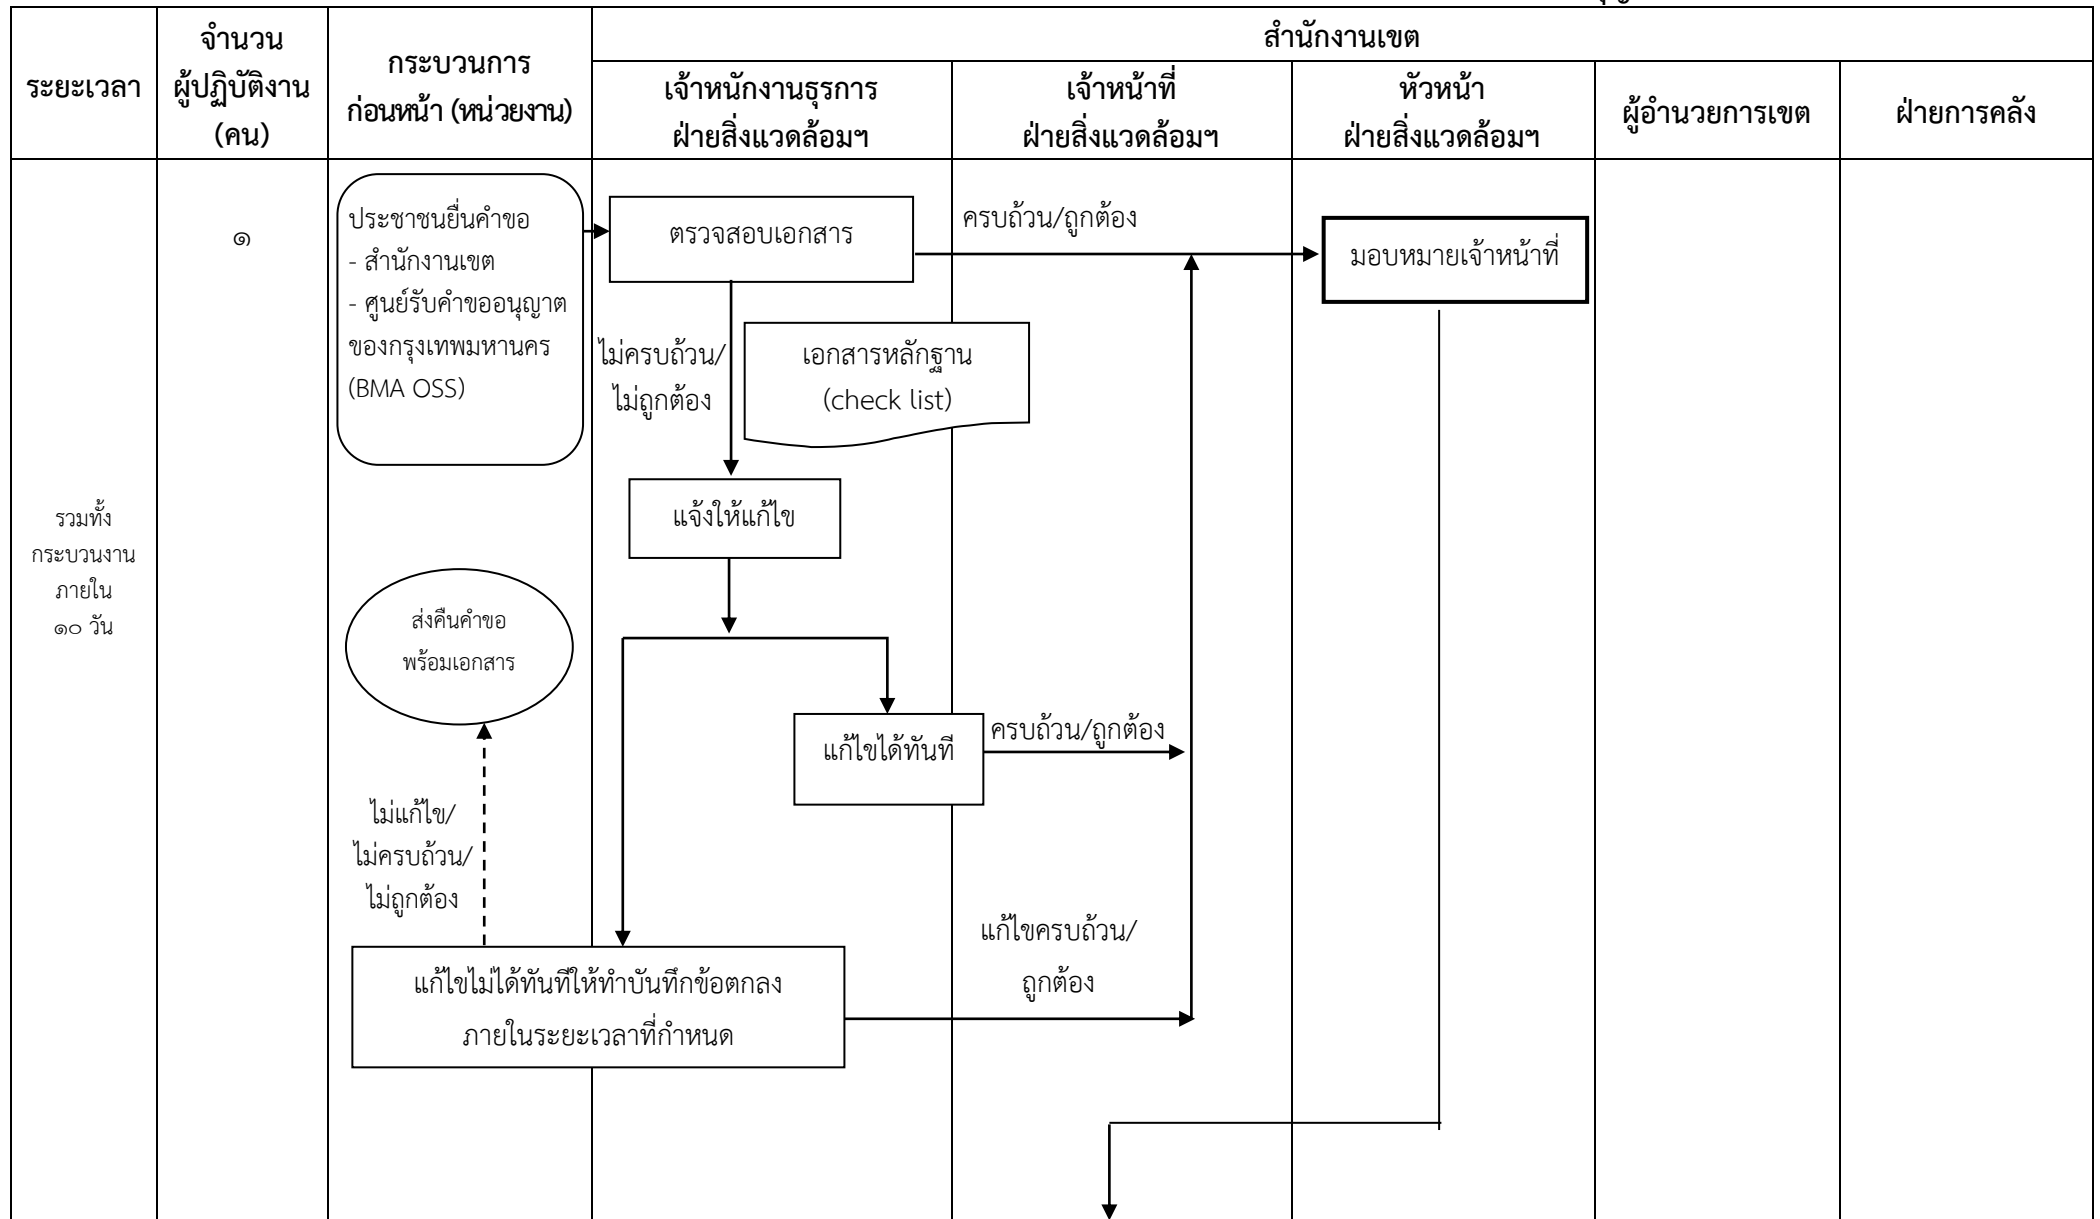 สำนักงานเขต
ระยะเวลา
จำนวน
ผู้ปฏิบัติงาน
(คน)
กระบวนการ
ก่อนหน้า (หน่วยงาน)
เจ้าหนักงานธุรการ
ฝ่ายสิ่งแวดล้อมฯ
เจ้าหน้าที่
ฝ่ายสิ่งแวดล้อมฯ
หัวหน้า
ฝ่ายสิ่งแวดล้อมฯ
ผู้อำนวยการเขต
ฝ่ายการคลัง
รวมทั้ง
กระบวนงาน
ภายใน
๑๐ วัน
๑
ประชาชนยื่นคำขอ
- สำนักงานเขต
- ศูนย์รับคำขออนุญาต
ของกรุงเทพมหานคร
(BMA OSS)
ตรวจสอบเอกสาร
ครบถ้วน/ถูกต้อง
มอบหมายเจ้าหน้าที่
ไม่ครบถ้วน/
ไม่ถูกต้อง
เอกสารหลักฐาน
(check list)
แจ้งให้แก้ไข
ส่งคืนคำขอ
พร้อมเอกสาร
แก้ไขได้ทันที
ครบถ้วน/ถูกต้อง
ไม่แก้ไข/
ไม่ครบถ้วน/
ไม่ถูกต้อง
แก้ไขไม่ได้ทันทีให้ทำบันทึกข้อตกลง
ภายในระยะเวลาที่กำหนด
แก้ไขครบถ้วน/
ถูกต้อง